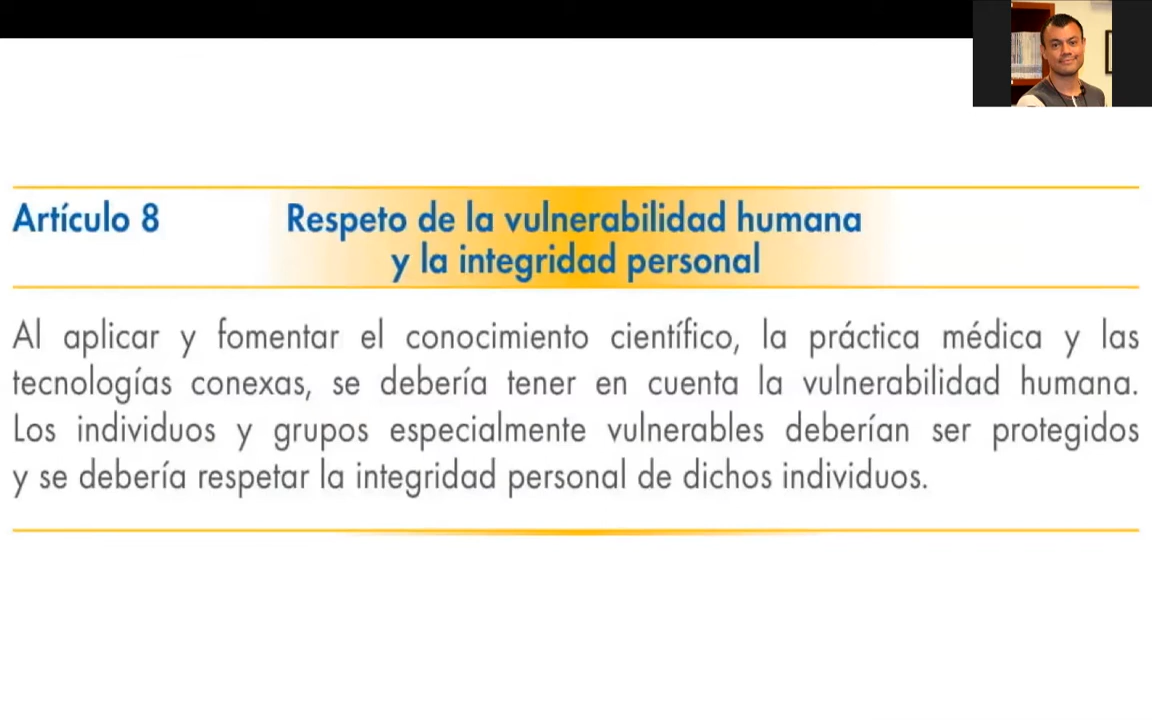 Artículo 8
Respeto de la vulnerabilidad humana
y la integridad personal
Al aplicar y fomentar el conocimiento científico, la práctica médica y las
tecnologías conexas, se debería tener en cuenta la vulnerabilidad humana.
Los individuos y grupos especialmente vulnerables deberían ser protegidos
y se debería respetar la integridad personal de dichos individuos.